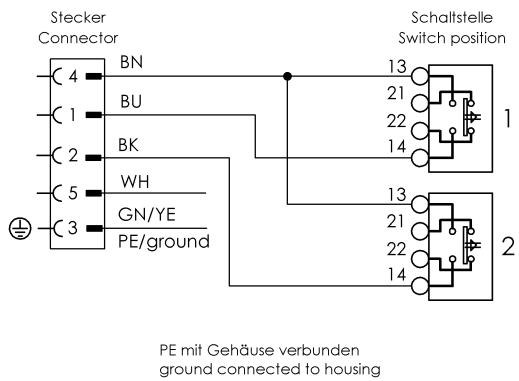 Stecker
Connector
Schaltstelle
Switch position
4 BN
1 BU
2 BK
5 WH
3 GN/YE
PE/ground
13
21
22
14
1
13
21
22
14
2
PE mit Gehäuse verbunden
ground connected to housing